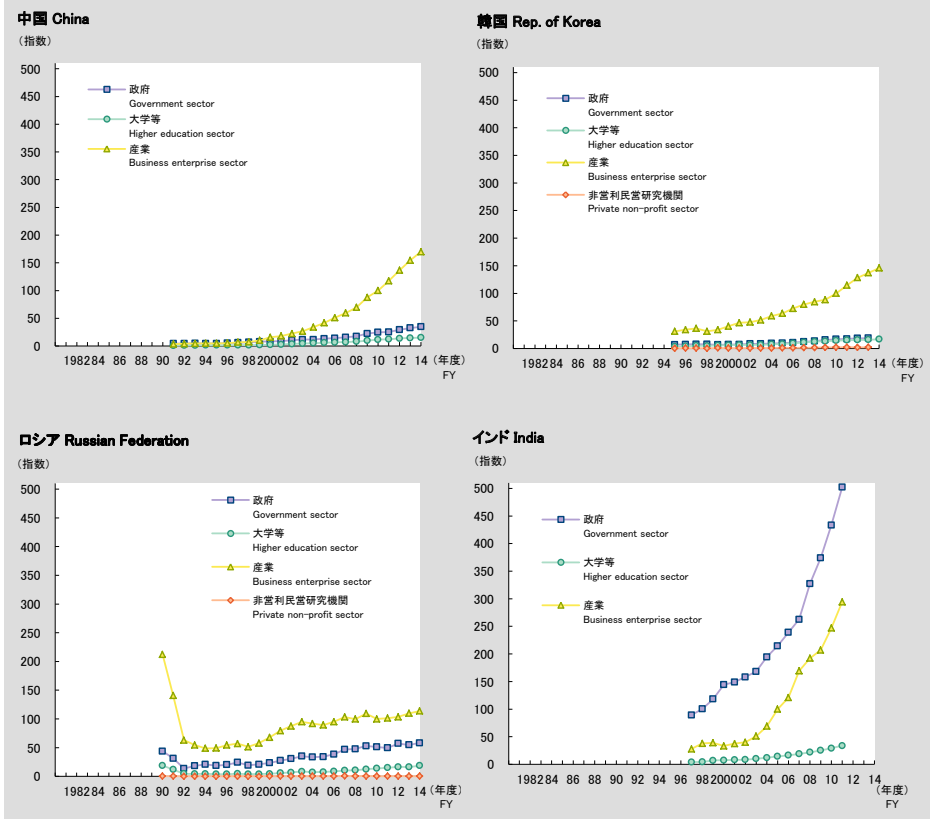 中国 China
（指数）
500
450
400
350
300
250
200
150
100
50
0
政府
Government sector
大学等
Higher education sector
産業
Business enterprise sector
1982 84 86 88 90 92 94 96 98 2000 02 04 06 08 10 12 14 （年度）
FY
韓国 Rep. of Korea
（指数）
500
450
400
350
300
250
200
150
100
50
0
政府
Government sector
大学等
Higher education sector
産業
Business enterprise sector
非営利民営研究機関
Private non-profit sector
1982 84 86 88 90 92 94 96 98 2000 02 04 06 08 10 12 14 （年度）
FY
ロシア Russian Federation
（指数）
500
450
400
350
300
250
200
150
100
50
0
政府
Government sector
大学等
Higher education sector
産業
Business enterprise sector
非営利民営研究機関
Private non-profit sector
1982 84 86 88 90 92 94 96 98 2000 02 04 06 08 10 12 14 （年度）
FY
インド India
（指数）
500
450
400
350
300
250
200
150
100
50
0
政府
Government sector
大学等
Higher education sector
産業
Business enterprise sector
1982 84 86 88 90 92 94 96 98 2000 02 04 06 08 10 12 14
（年度）
FY